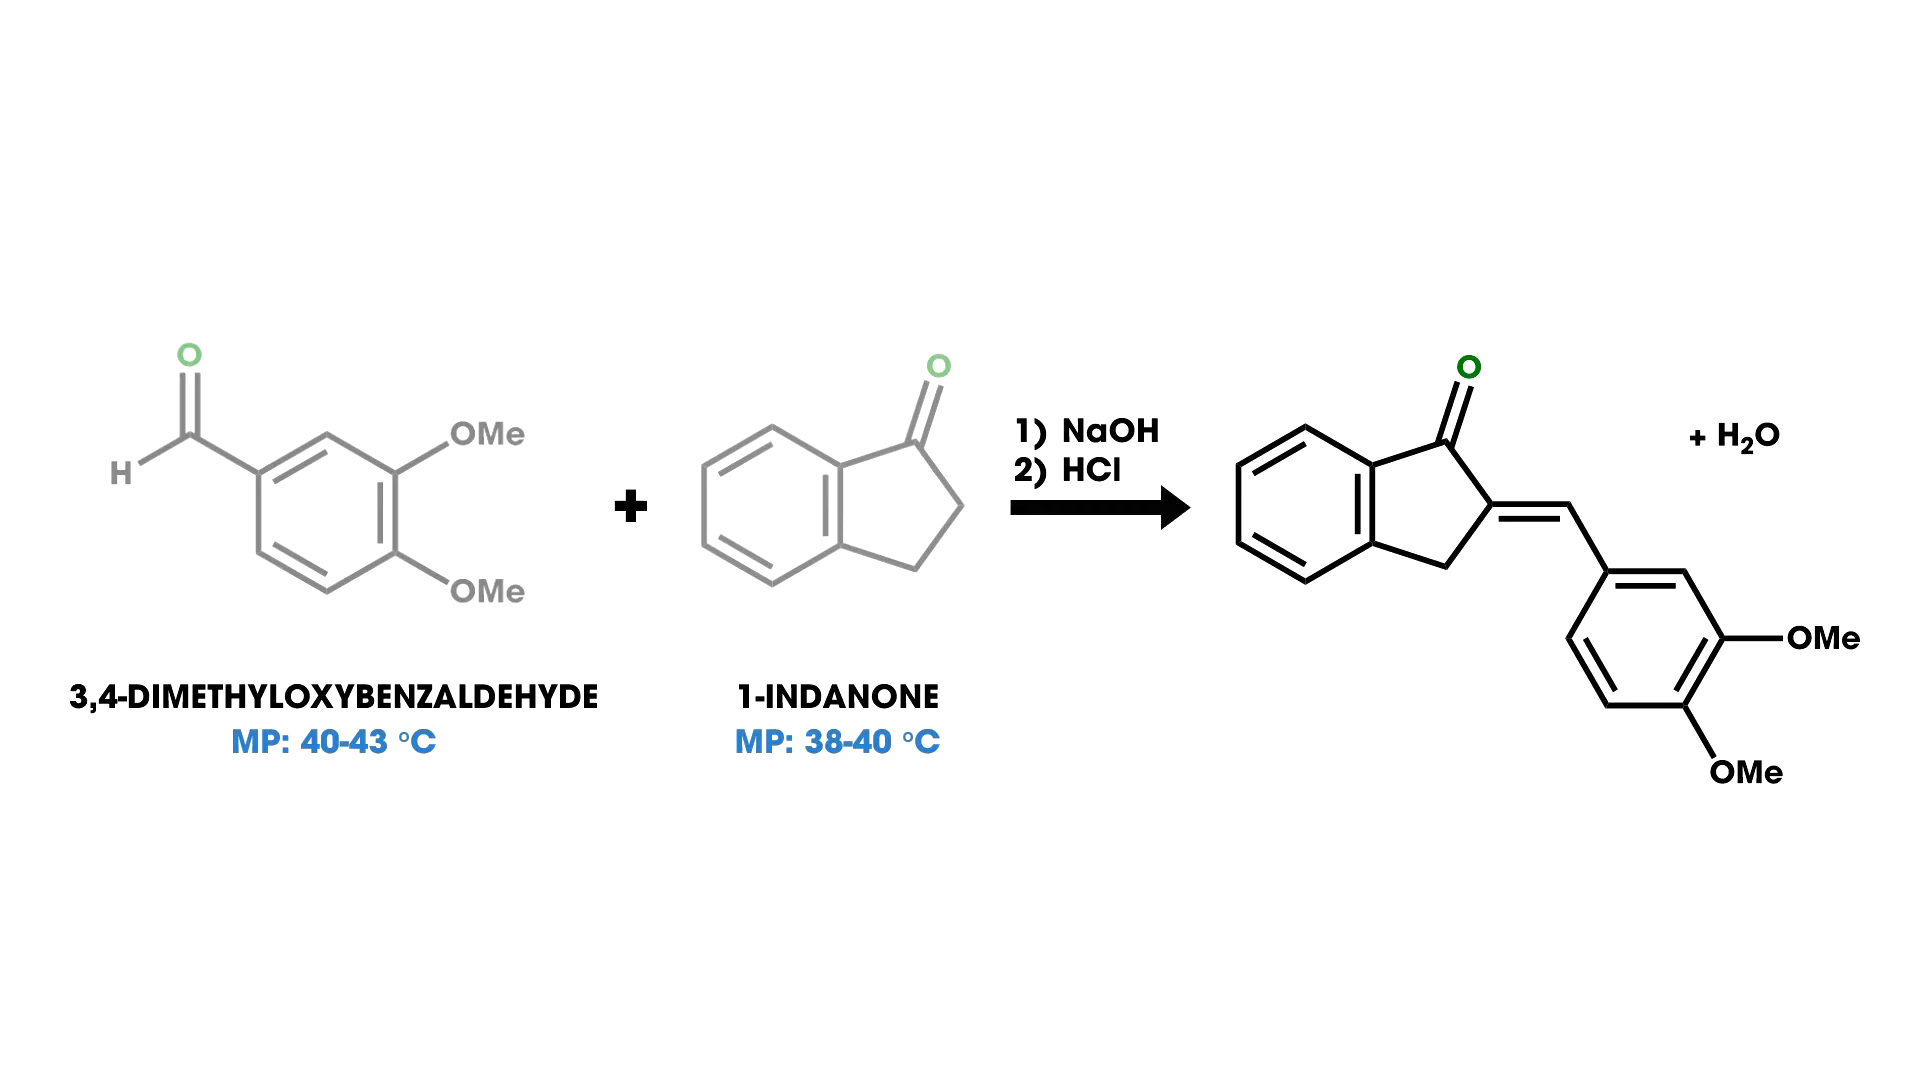 O
H
OMe
OMe
+
O
1) NaOH
2) HCl
O
+ H₂O
OMe
OMe
3,4-DIMETHYLOXYBENZALDEHYDE
MP: 40-43 °C
1-INDANONE
MP: 38-40 °C